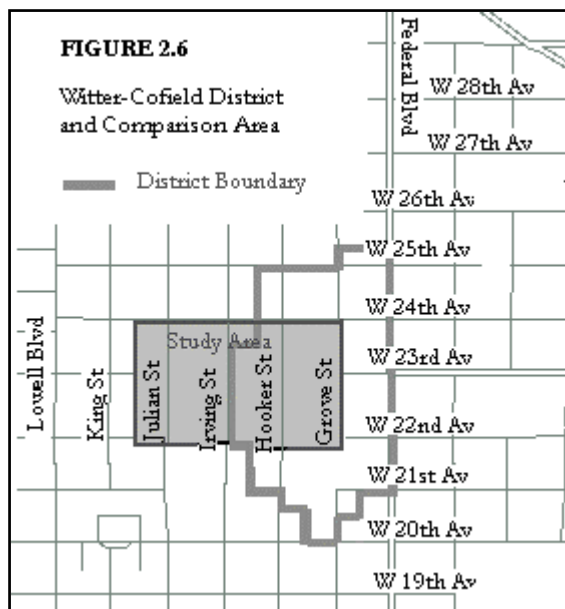 FIGURE 2.6
Witter-Cofield District
and Comparison Area
District Boundary
Federal Blvd
W 28th Av
W 27th Av
W 26th Av
W 25th Av
W 24th Av
W 23rd Av
W 22nd Av
W 21st Av
W 20th Av
W 19th Av
Study Area
Lowell Blvd
King St
Julian St
Irving St
Hooker St
Grove St